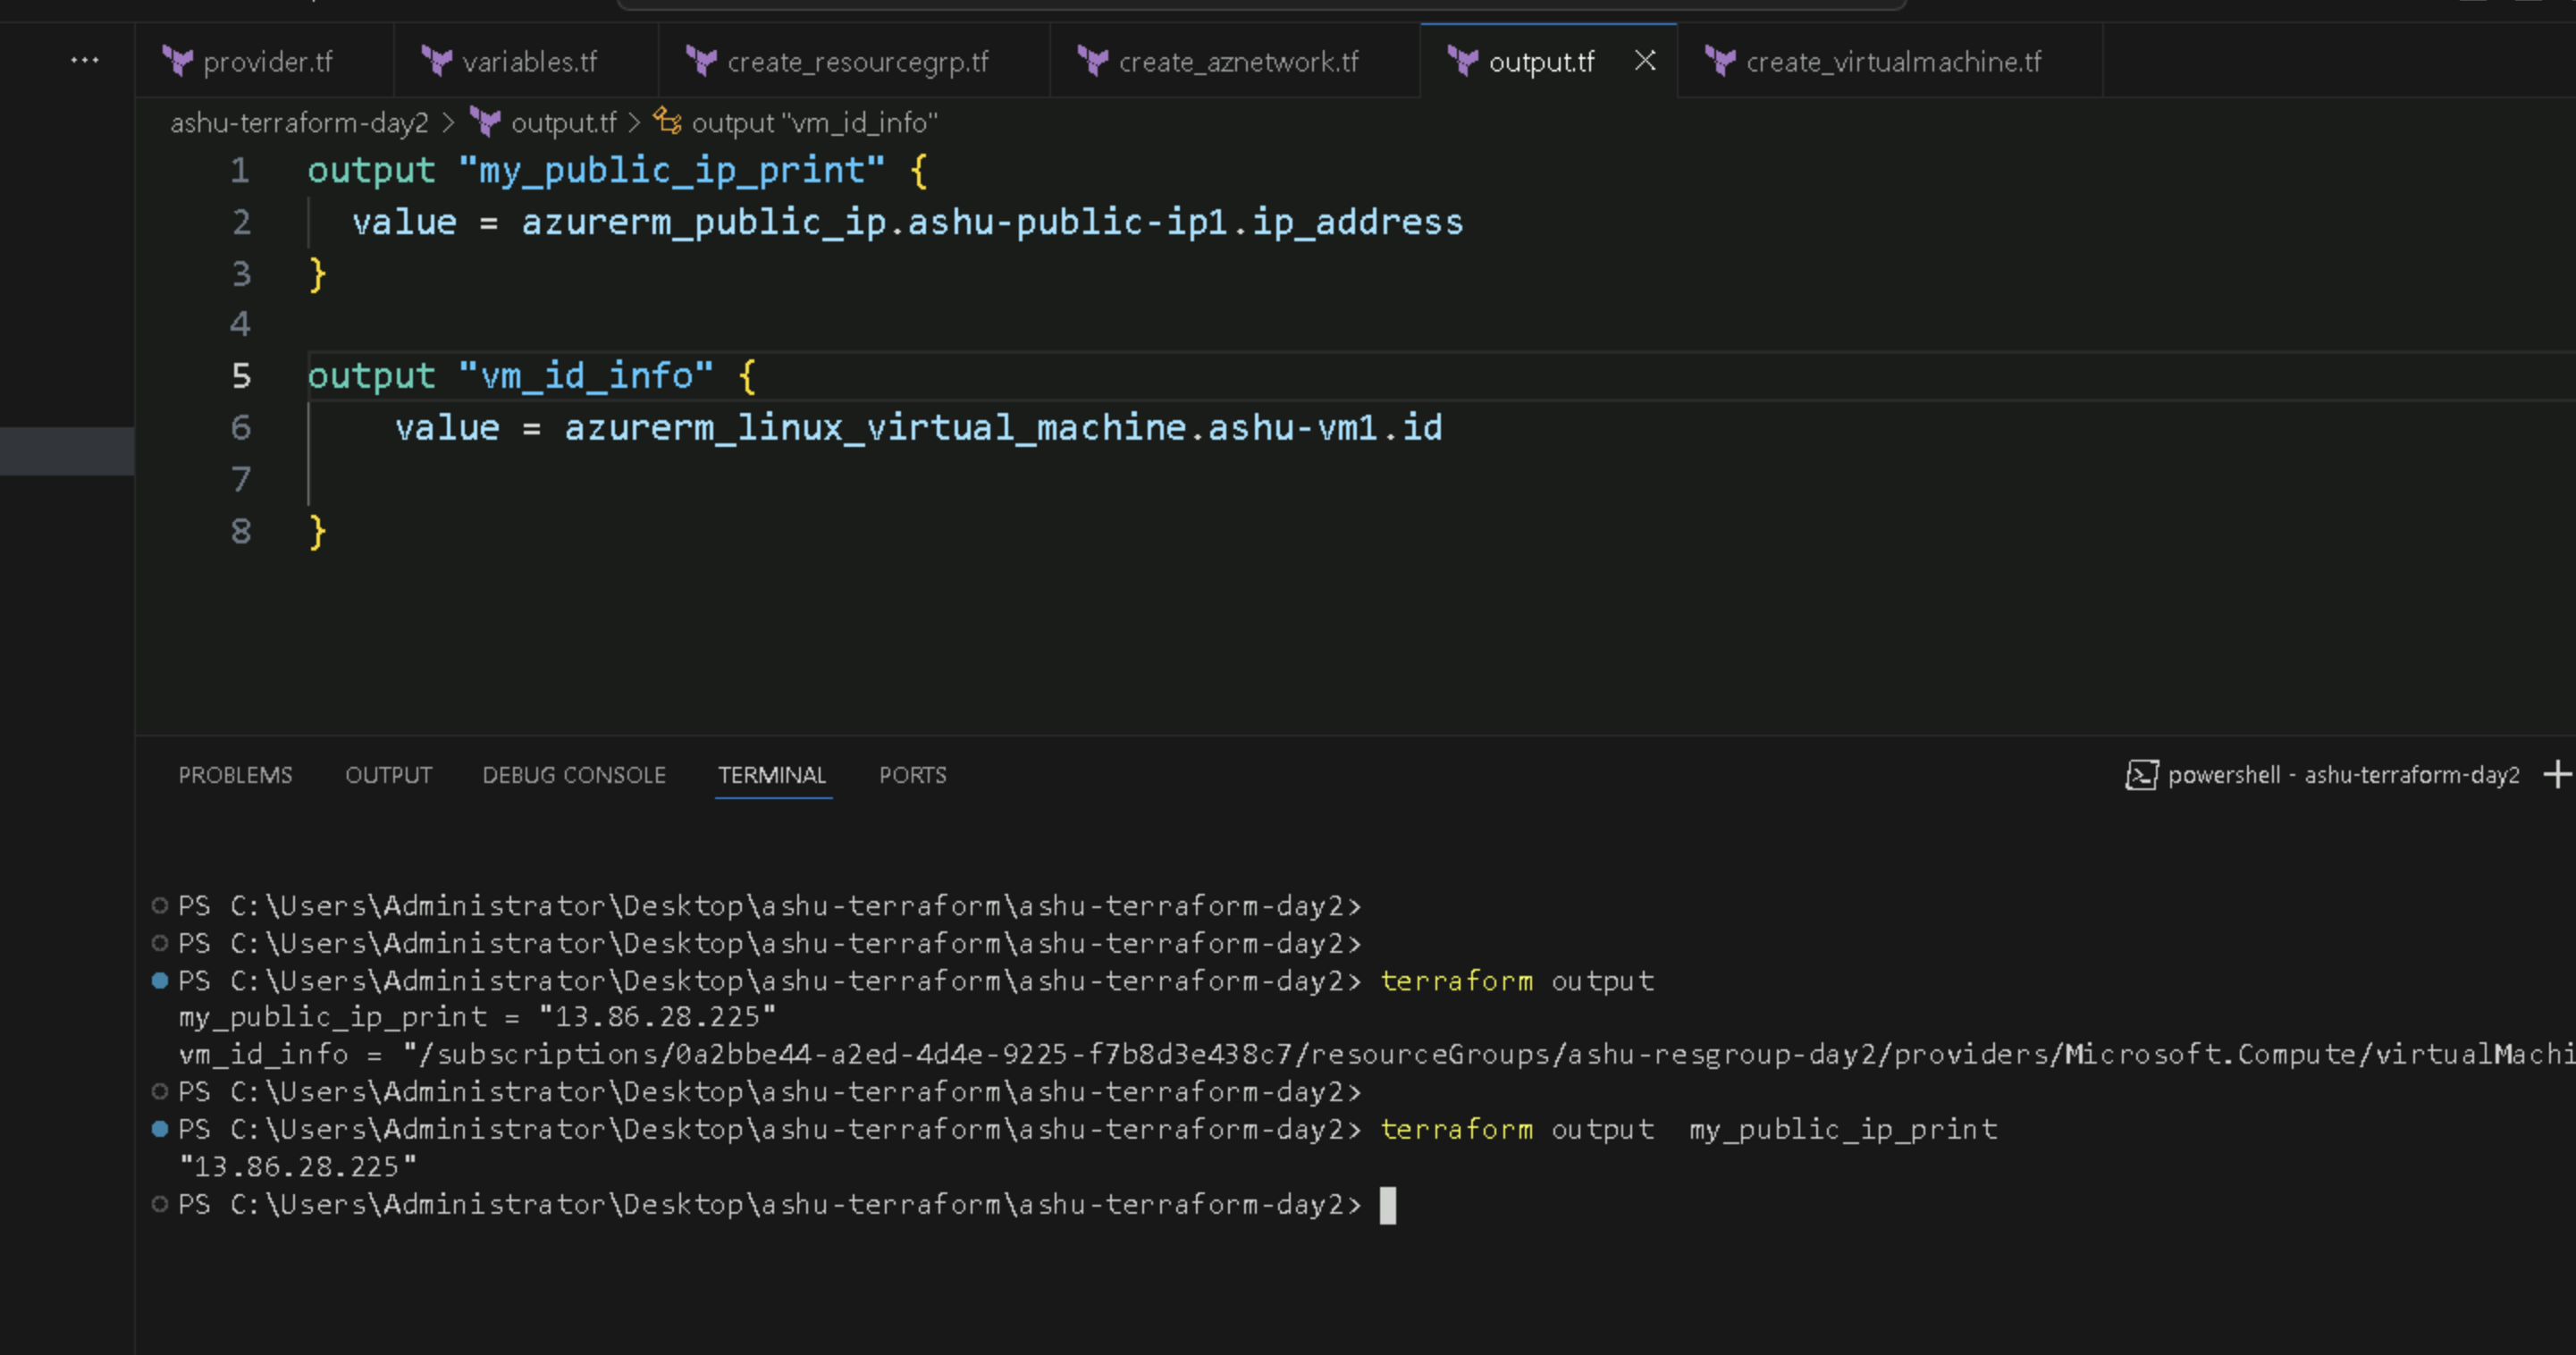 ··· provider.tf variables.tf create_resourcegrp.tf create_aznetwork.tf output.tf create_virtualmachine.tf
ashu-terraform-day2 > output.tf > output "vm_id_info"
1 output "my_public_ip_print" {
2 value = azurerm_public_ip.ashu-public-ip1.ip_address
3 }
4
5 output "vm_id_info" {
6 value = azurerm_linux_virtual_machine.ashu-vm1.id
7
8 }
PROBLEMS OUTPUT DEBUG CONSOLE TERMINAL PORTS powershell - ashu-terraform-day2
PS C:\Users\Administrator\Desktop\ashu-terraform\ashu-terraform-day2>
PS C:\Users\Administrator\Desktop\ashu-terraform\ashu-terraform-day2>
PS C:\Users\Administrator\Desktop\ashu-terraform\ashu-terraform-day2> terraform output
my_public_ip_print = "13.86.28.225"
vm_id_info = "/subscriptions/0a2bbe44-a2ed-4d4e-9225-f7b8d3e438c7/resourceGroups/ashu-resgroup-day2/providers/Microsoft.Compute/virtualMachi
PS C:\Users\Administrator\Desktop\ashu-terraform\ashu-terraform-day2>
PS C:\Users\Administrator\Desktop\ashu-terraform\ashu-terraform-day2> terraform output  my_public_ip_print
"13.86.28.225"
PS C:\Users\Administrator\Desktop\ashu-terraform\ashu-terraform-day2>